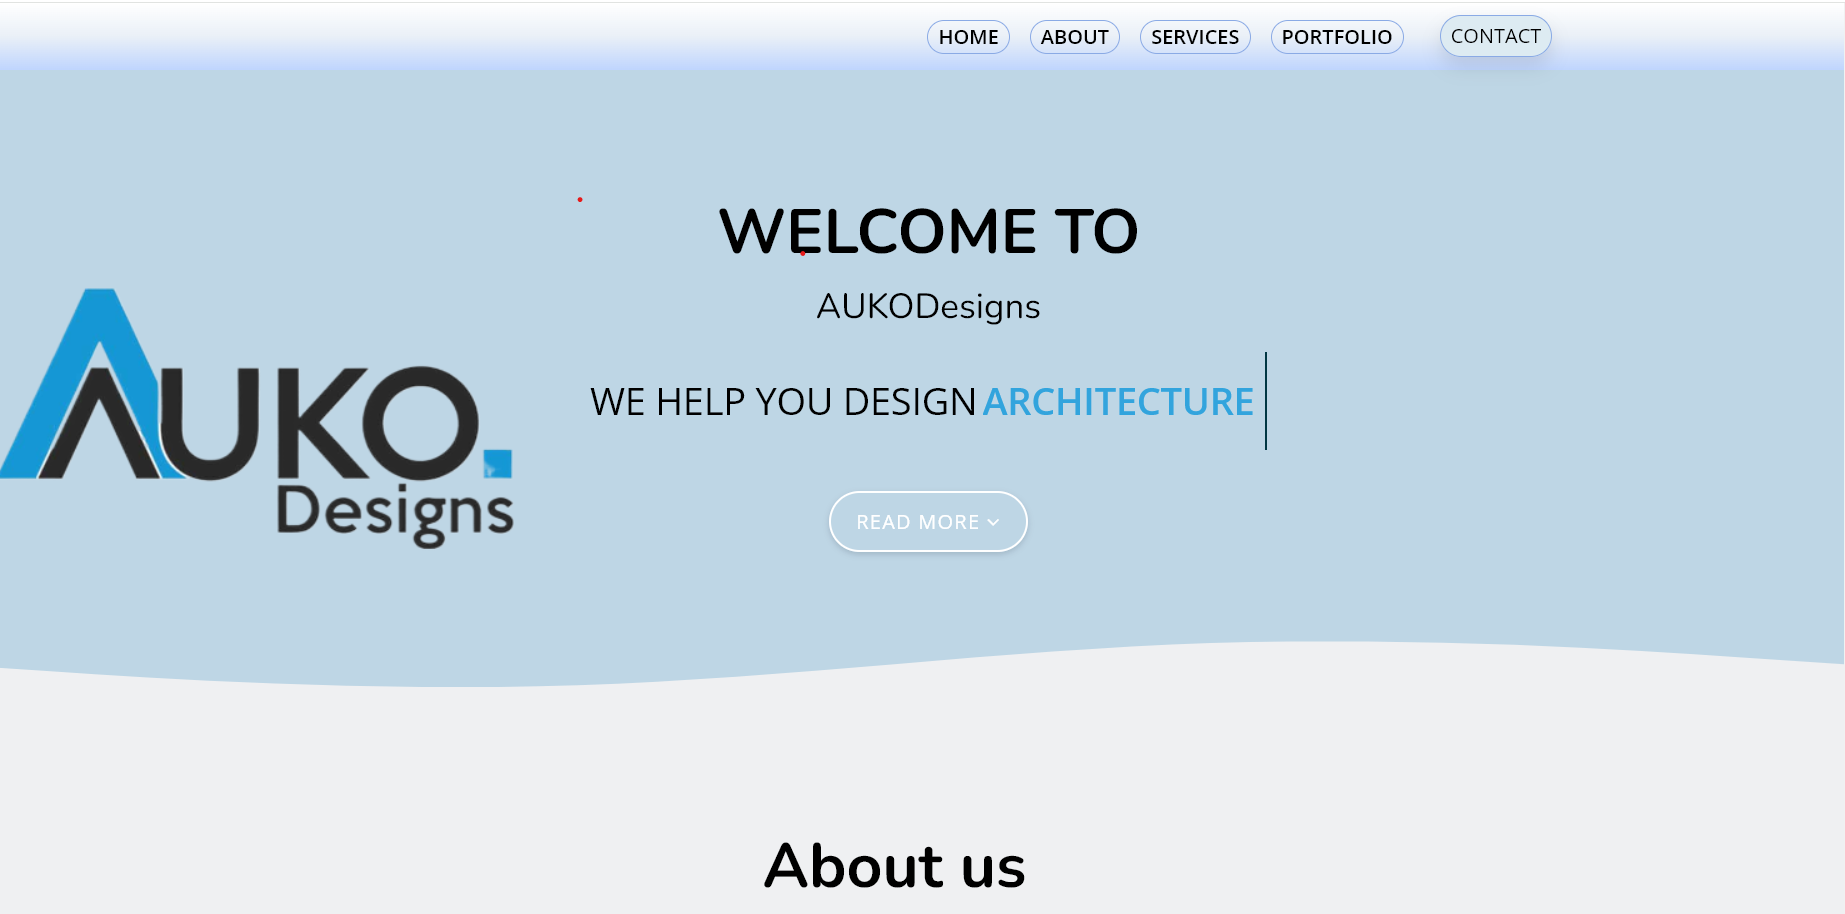 HOME ABOUT SERVICES PORTFOLIO CONTACT
WELCOME TO
AUKODesigns
AUKO.
Designs
WE HELP YOU DESIGN ARCHITECTURE
READ MORE
About us